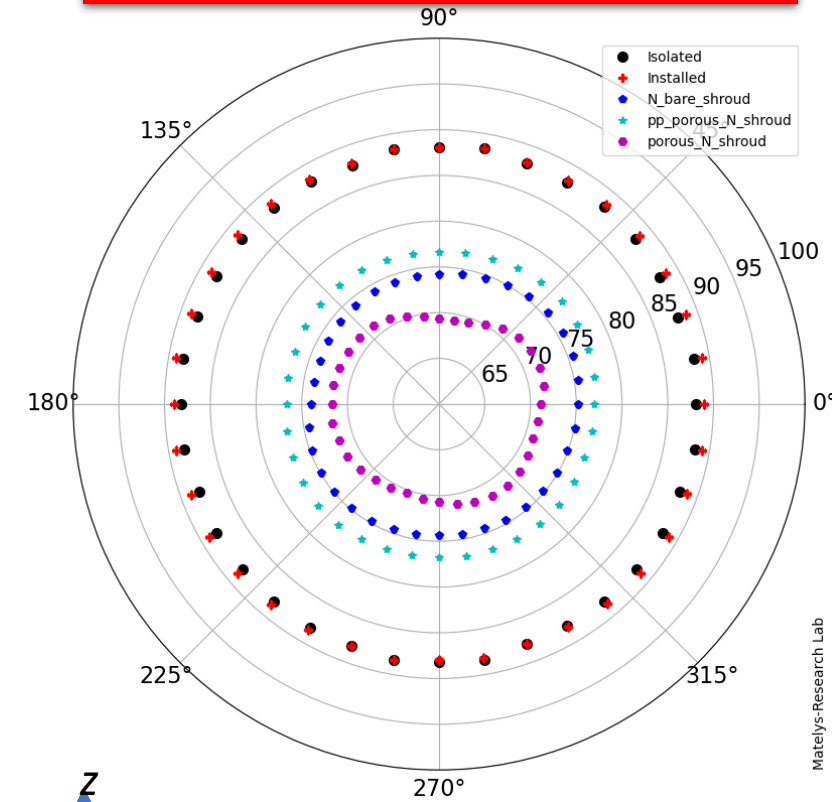 90°
Isolated
Installed
N_bare_shroud
pp_porous_N_shroud
porous_N_shroud
45°
135°
100
95
90
85
80
75
70
65
180°
0°
225°
315°
270°
Z
Matelys-Research Lab